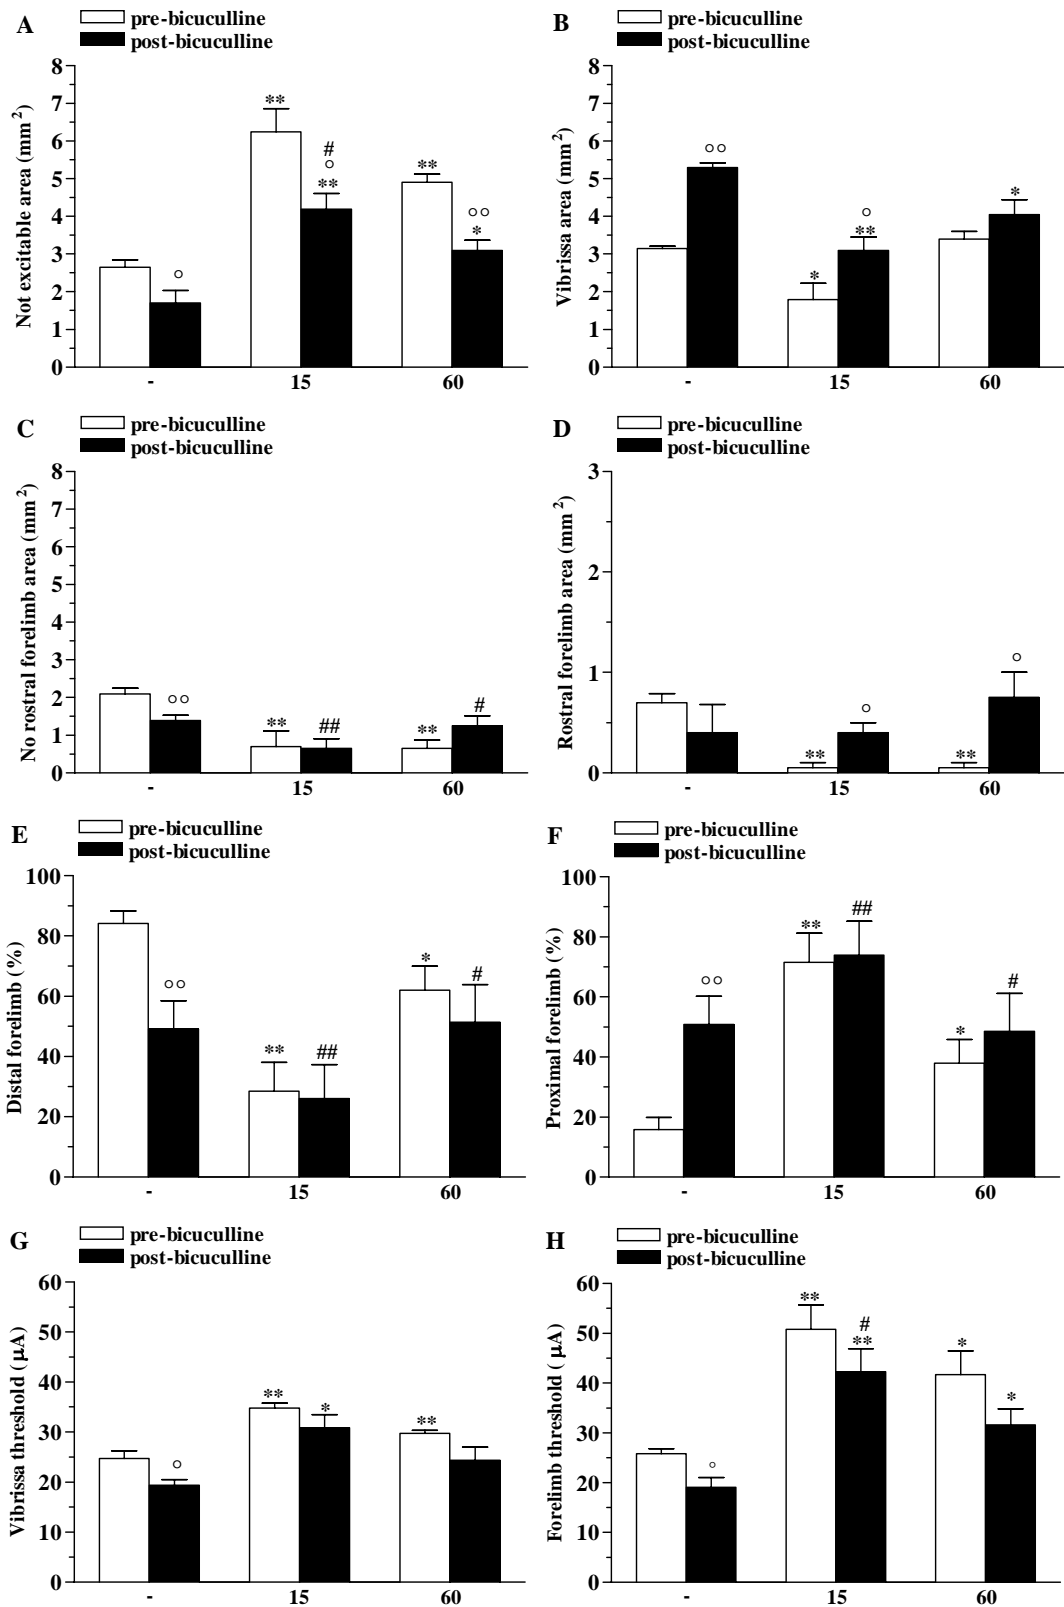 A
pre-bicuculline
post-bicuculline
Not excitable area (mm²)
8
7
6
5
4
3
2
1
0
°
**
#
°
**
**
°°
*
- 15 60
B
pre-bicuculline
post-bicuculline
Vibrissa area (mm²)
8
7
6
5
4
3
2
1
0
°°
*
°
**
*
- 15 60
C
pre-bicuculline
post-bicuculline
No rostral forelimb area (mm²)
8
7
6
5
4
3
2
1
0
°°
**
##
**
#
- 15 60
D
pre-bicuculline
post-bicuculline
Rostral forelimb area (mm²)
3
2
1
0
**
°
**
°
- 15 60
E
pre-bicuculline
post-bicuculline
Distal forelimb (%)
100
80
60
40
20
0
°°
**
##
*
#
- 15 60
F
pre-bicuculline
post-bicuculline
Proximal forelimb (%)
100
80
60
40
20
0
°°
**
##
*
#
- 15 60
G
pre-bicuculline
post-bicuculline
Vibrissa threshold (µA)
60
50
40
30
20
10
0
°
**
*
**
- 15 60
H
pre-bicuculline
post-bicuculline
Forelimb threshold (µA)
60
50
40
30
20
10
0
°
**
#
**
*
*
- 15 60